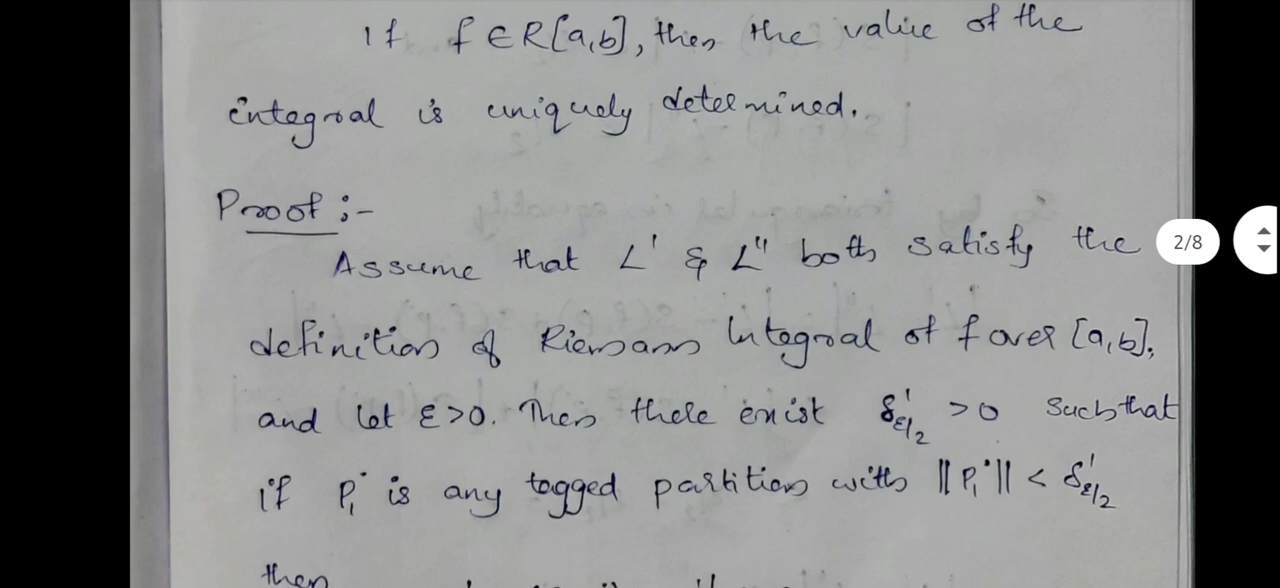 If f ∈ R[a,b], then the value of the
integral is uniquely determined.
Proof :-
Assume that L' & L'' both satisfy the
definition of Riemann Integral of f over [a,b],
and let ε>0. Then there exist δ'_{ε/2} > 0 such that
if Ṗ₁ is any tagged partition with ||Ṗ₁|| < δ'_{ε/2}
then
2/8